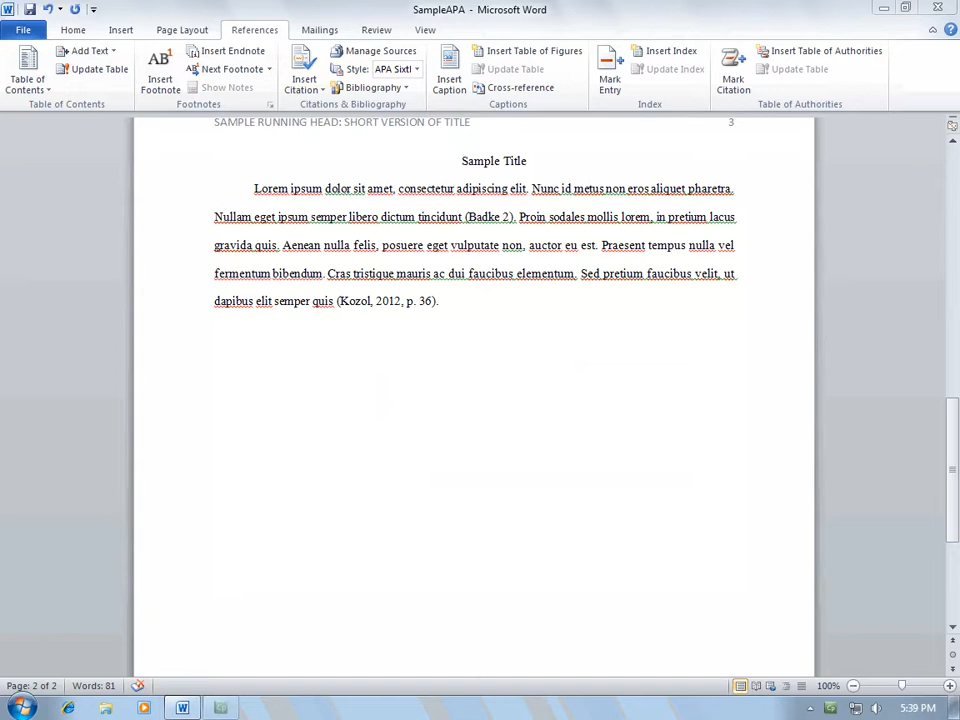 SampleAPA - Microsoft Word
File Home Insert Page Layout References Mailings Review View
Table of Contents
Add Text
Update Table
Table of Contents
AB¹ Insert Footnote
Insert Endnote
Next Footnote
Show Notes
Footnotes
Insert Citation
Manage Sources
Style: APA Sixtl
Bibliography
Citations & Bibliography
Insert Caption
Insert Table of Figures
Update Table
Cross-reference
Captions
Mark Entry
Insert Index
Update Index
Index
Mark Citation
Insert Table of Authorities
Update Table
Table of Authorities
SAMPLE RUNNING HEAD: SHORT VERSION OF TITLE 3
Sample Title
Lorem ipsum dolor sit amet, consectetur adipiscing elit. Nunc id metus non eros aliquet pharetra.
Nullam eget ipsum semper libero dictum tincidunt (Badke 2). Proin sodales mollis lorem, in pretium lacus
gravida quis. Aenean nulla felis, posuere eget vulputate non, auctor eu est. Praesent tempus nulla vel
fermentum bibendum. Cras tristique mauris ac dui faucibus elementum. Sed pretium faucibus velit, ut
dapibus elit semper quis (Kozol, 2012, p. 36).
Page: 2 of 2 Words: 81 100%
5:39 PM